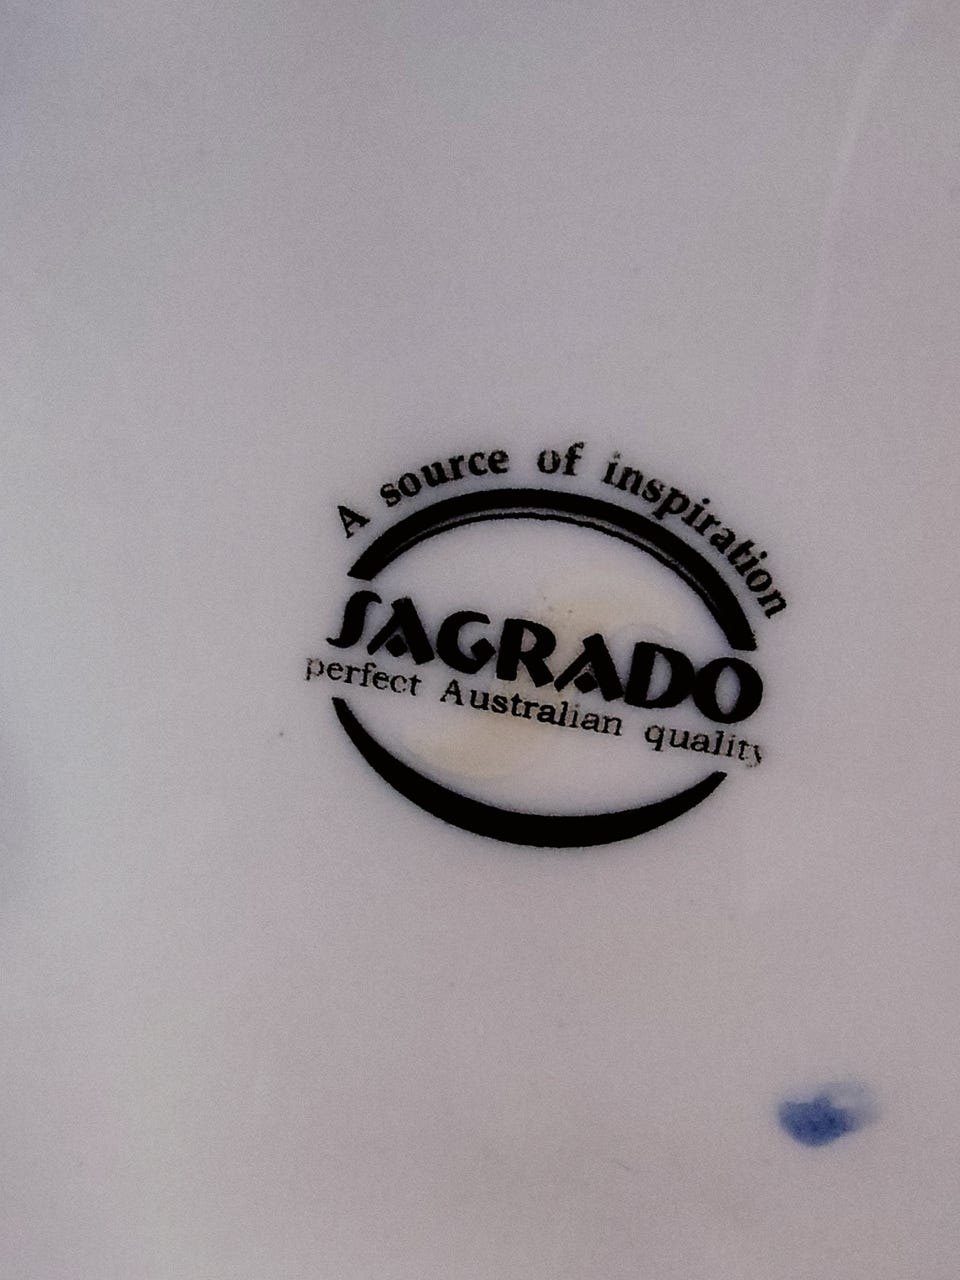 A source of inspiration
SAGRADO
perfect Australian quality